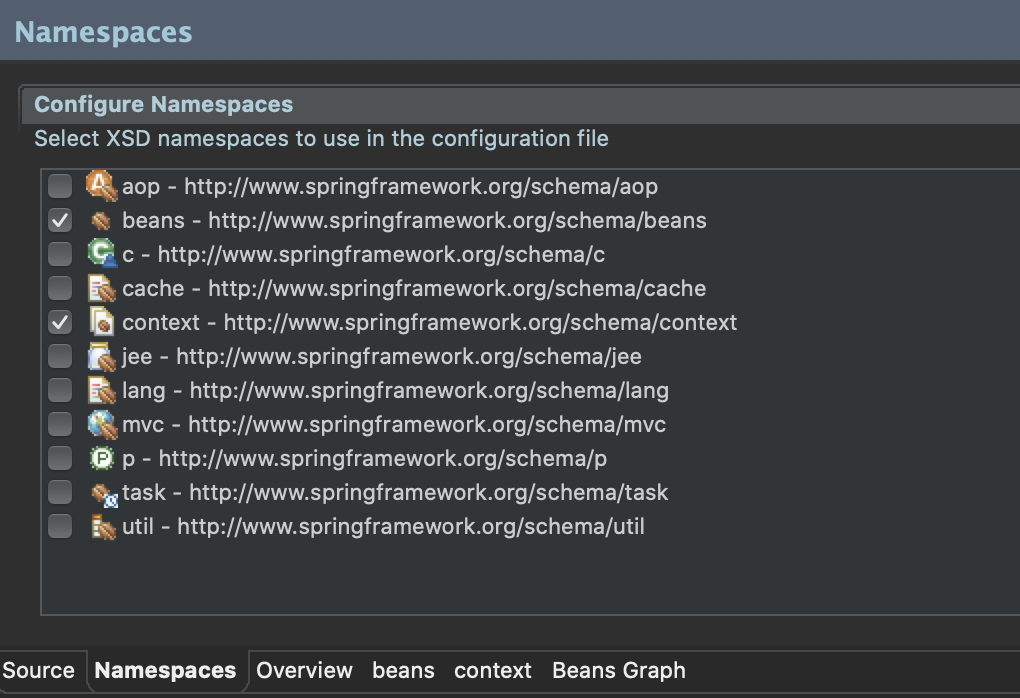 Namespaces
Configure Namespaces
Select XSD namespaces to use in the configuration file
aop - http://www.springframework.org/schema/aop
beans - http://www.springframework.org/schema/beans
c - http://www.springframework.org/schema/c
cache - http://www.springframework.org/schema/cache
context - http://www.springframework.org/schema/context
jee - http://www.springframework.org/schema/jee
lang - http://www.springframework.org/schema/lang
mvc - http://www.springframework.org/schema/mvc
p - http://www.springframework.org/schema/p
task - http://www.springframework.org/schema/task
util - http://www.springframework.org/schema/util
Source Namespaces Overview beans context Beans Graph